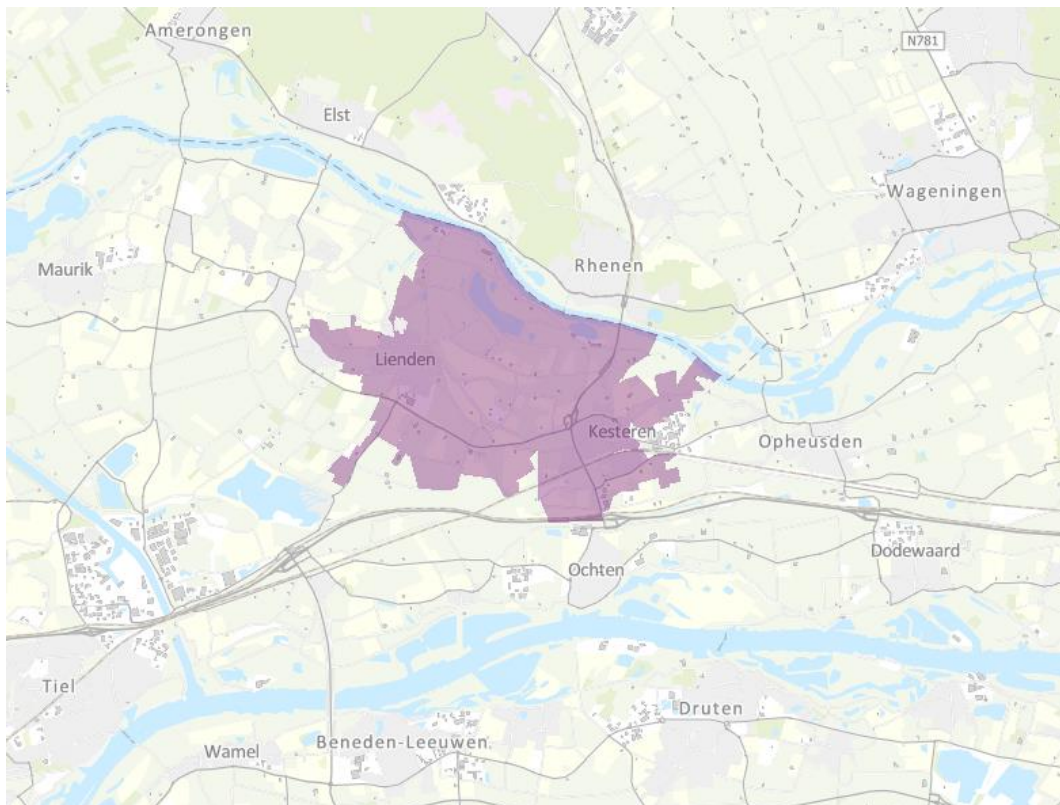 Amerongen
N781
Elst
Wageningen
Maurik
Rhenen
Lienden
Kesteren
Opheusden
Dodewaard
Ochten
Tiel
Druten
Wamel
Beneden-Leeuwen